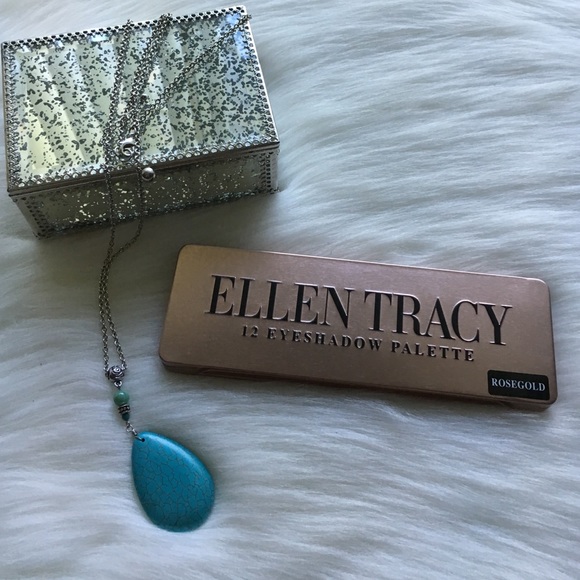 ELLEN TRACY
12 EYESHADOW PALETTE
ROSEGOLD